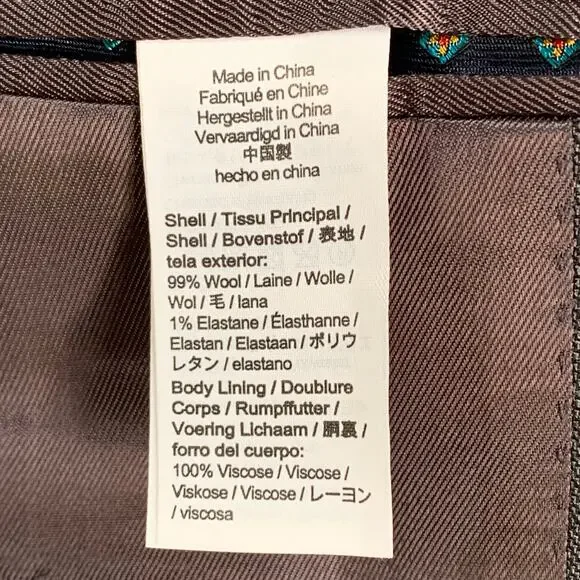 Made in China
Fabriqué en Chine
Hergestellt in China
Vervaardigd in China
中国製
hecho en china
Shell / Tissu Principal /
Shell / Bovenstof / 表地 /
tela exterior:
99% Wool / Laine / Wolle /
Wol / 毛 / lana
1% Elastane / Élasthanne /
Elastan / Elastaan / ポリウ
レタン / elastano
Body Lining / Doublure
Corps / Rumpffutter /
Voering Lichaam / 胴裏 /
forro del cuerpo:
100% Viscose / Viscose /
Viskose / Viscose / レーヨン
/ viscosa